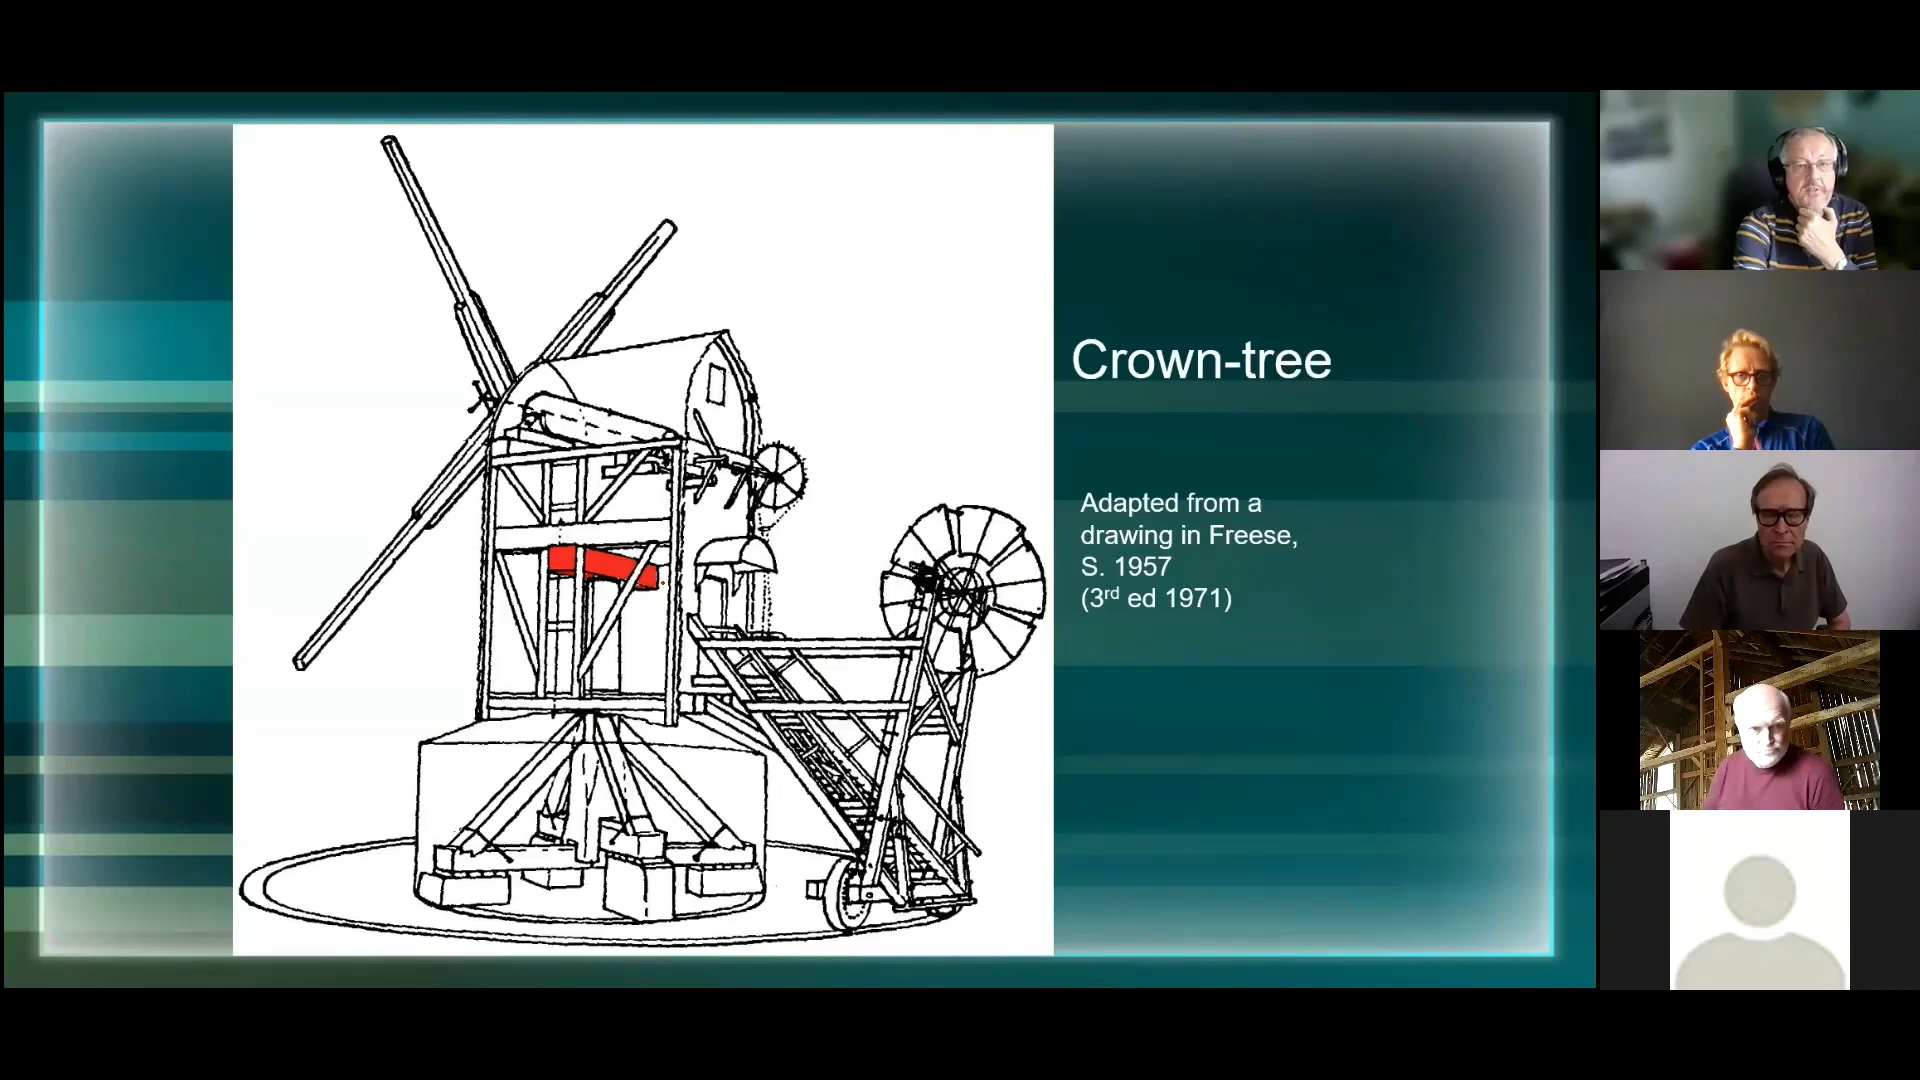 Crown-tree
Adapted from a
drawing in Freese,
S. 1957
(3rd ed 1971)